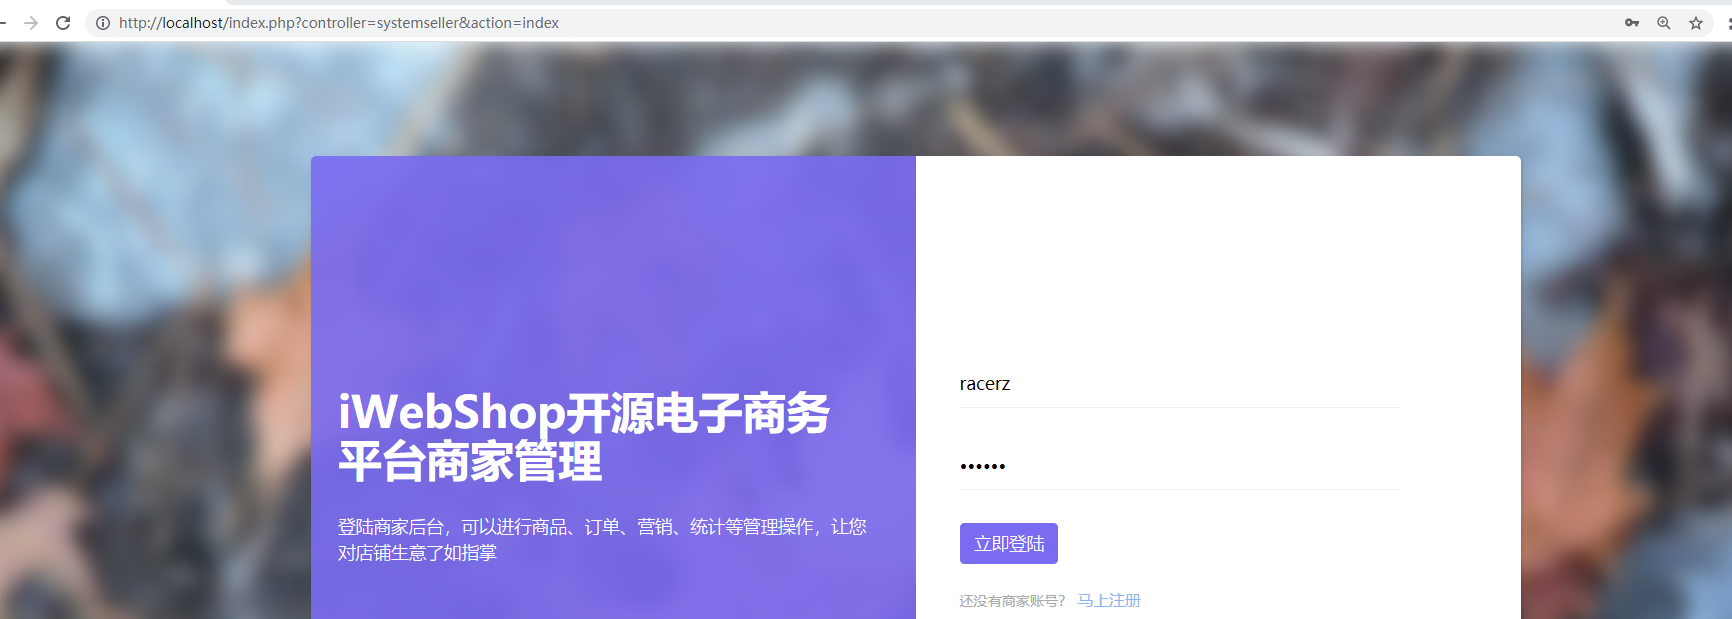 http://localhost/index.php?controller=systemseller&action=index
iWebShop开源电子商务
平台商家管理
登陆商家后台，可以进行商品、订单、营销、统计等管理操作，让您
对店铺生意了如指掌
racerz
••••••
立即登陆
还没有商家账号？ 马上注册